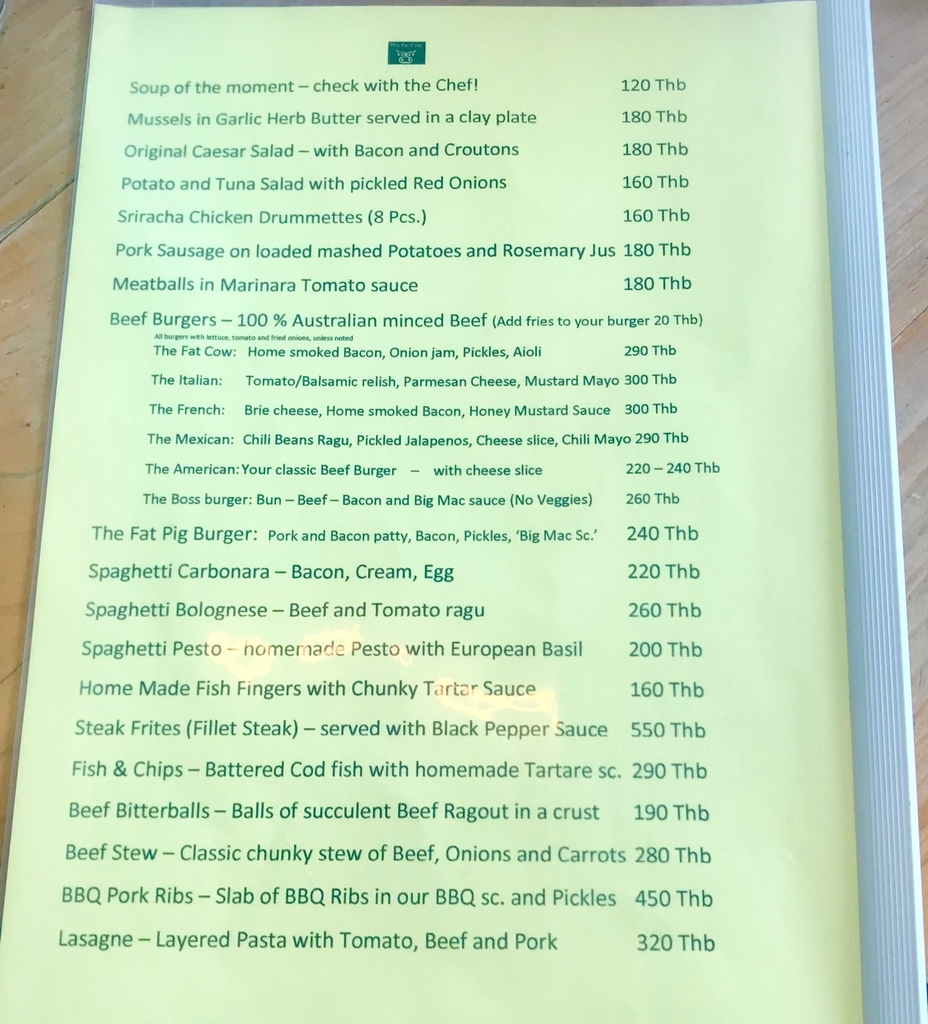 The Fat Cow
Soup of the moment – check with the Chef! 120 Thb
Mussels in Garlic Herb Butter served in a clay plate 180 Thb
Original Caesar Salad – with Bacon and Croutons 180 Thb
Potato and Tuna Salad with pickled Red Onions 160 Thb
Sriracha Chicken Drummettes (8 Pcs.) 160 Thb
Pork Sausage on loaded mashed Potatoes and Rosemary Jus 180 Thb
Meatballs in Marinara Tomato sauce 180 Thb
Beef Burgers – 100 % Australian minced Beef (Add fries to your burger 20 Thb)
All burgers with lettuce, tomato and fried onions, unless noted
The Fat Cow: Home smoked Bacon, Onion jam, Pickles, Aioli 290 Thb
The Italian: Tomato/Balsamic relish, Parmesan Cheese, Mustard Mayo 300 Thb
The French: Brie cheese, Home smoked Bacon, Honey Mustard Sauce 300 Thb
The Mexican: Chili Beans Ragu, Pickled Jalapenos, Cheese slice, Chili Mayo 290 Thb
The American: Your classic Beef Burger – with cheese slice 220 – 240 Thb
The Boss burger: Bun – Beef – Bacon and Big Mac sauce (No Veggies) 260 Thb
The Fat Pig Burger: Pork and Bacon patty, Bacon, Pickles, 'Big Mac Sc.' 240 Thb
Spaghetti Carbonara – Bacon, Cream, Egg 220 Thb
Spaghetti Bolognese – Beef and Tomato ragu 260 Thb
Spaghetti Pesto – homemade Pesto with European Basil 200 Thb
Home Made Fish Fingers with Chunky Tartar Sauce 160 Thb
Steak Frites (Fillet Steak) – served with Black Pepper Sauce 550 Thb
Fish & Chips – Battered Cod fish with homemade Tartare sc. 290 Thb
Beef Bitterballs – Balls of succulent Beef Ragout in a crust 190 Thb
Beef Stew – Classic chunky stew of Beef, Onions and Carrots 280 Thb
BBQ Pork Ribs – Slab of BBQ Ribs in our BBQ sc. and Pickles 450 Thb
Lasagne – Layered Pasta with Tomato, Beef and Pork 320 Thb